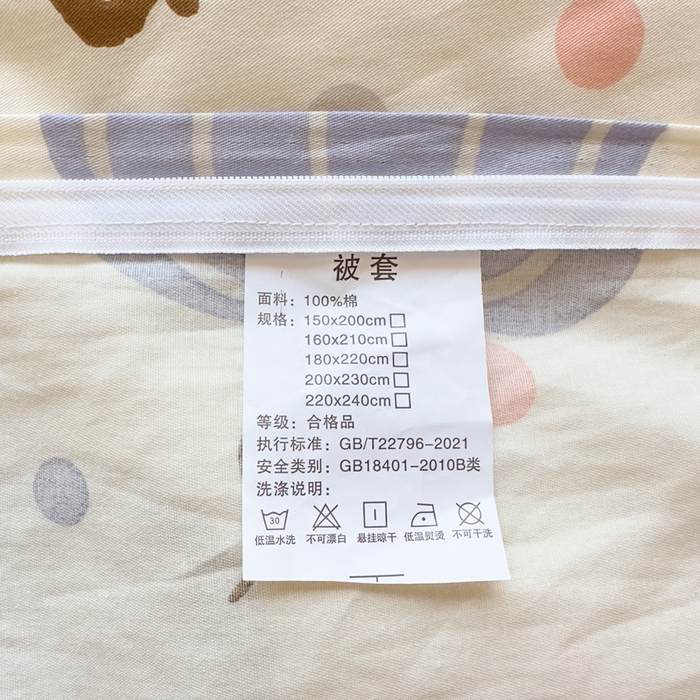 被套
面料：100%棉
规格：150x200cm□
160x210cm□
180x220cm□
200x230cm□
220x240cm□
等级：合格品
执行标准：GB/T22796-2021
安全类别：GB18401-2010B类
洗涤说明：
30
低温水洗 不可漂白 悬挂晾干 低温熨烫 不可干洗